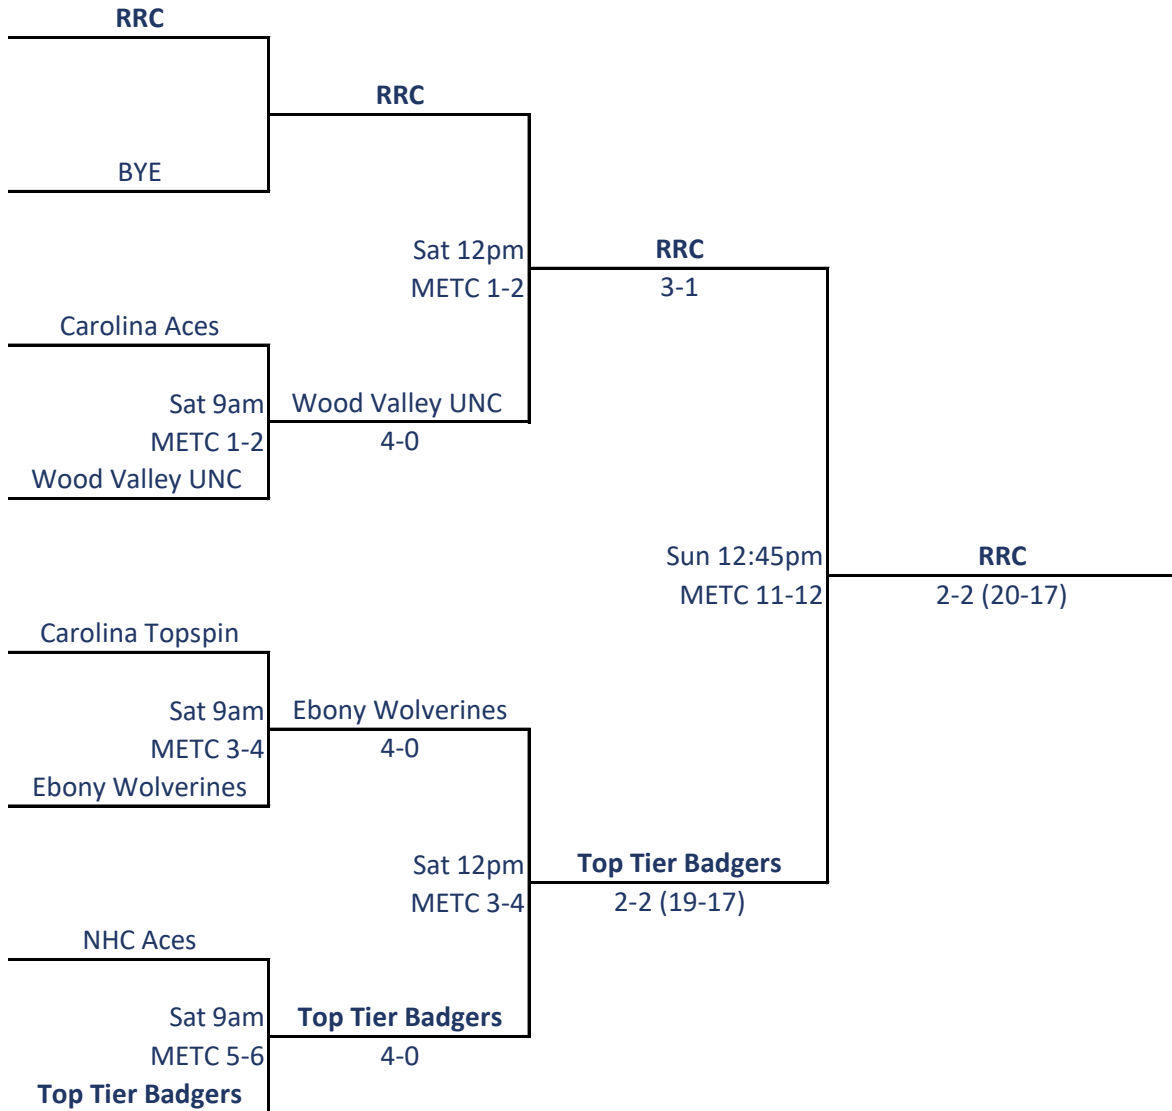 RRC
RRC
BYE
Sat 12pm
RRC
METC 1-2
3-1
Carolina Aces
Sat 9am
Wood Valley UNC
METC 1-2
4-0
Wood Valley UNC
Sun 12:45pm
RRC
METC 11-12
2-2 (20-17)
Carolina Topspin
Sat 9am
Ebony Wolverines
METC 3-4
4-0
Ebony Wolverines
Sat 12pm
Top Tier Badgers
METC 3-4
2-2 (19-17)
NHC Aces
Sat 9am
Top Tier Badgers
METC 5-6
4-0
Top Tier Badgers